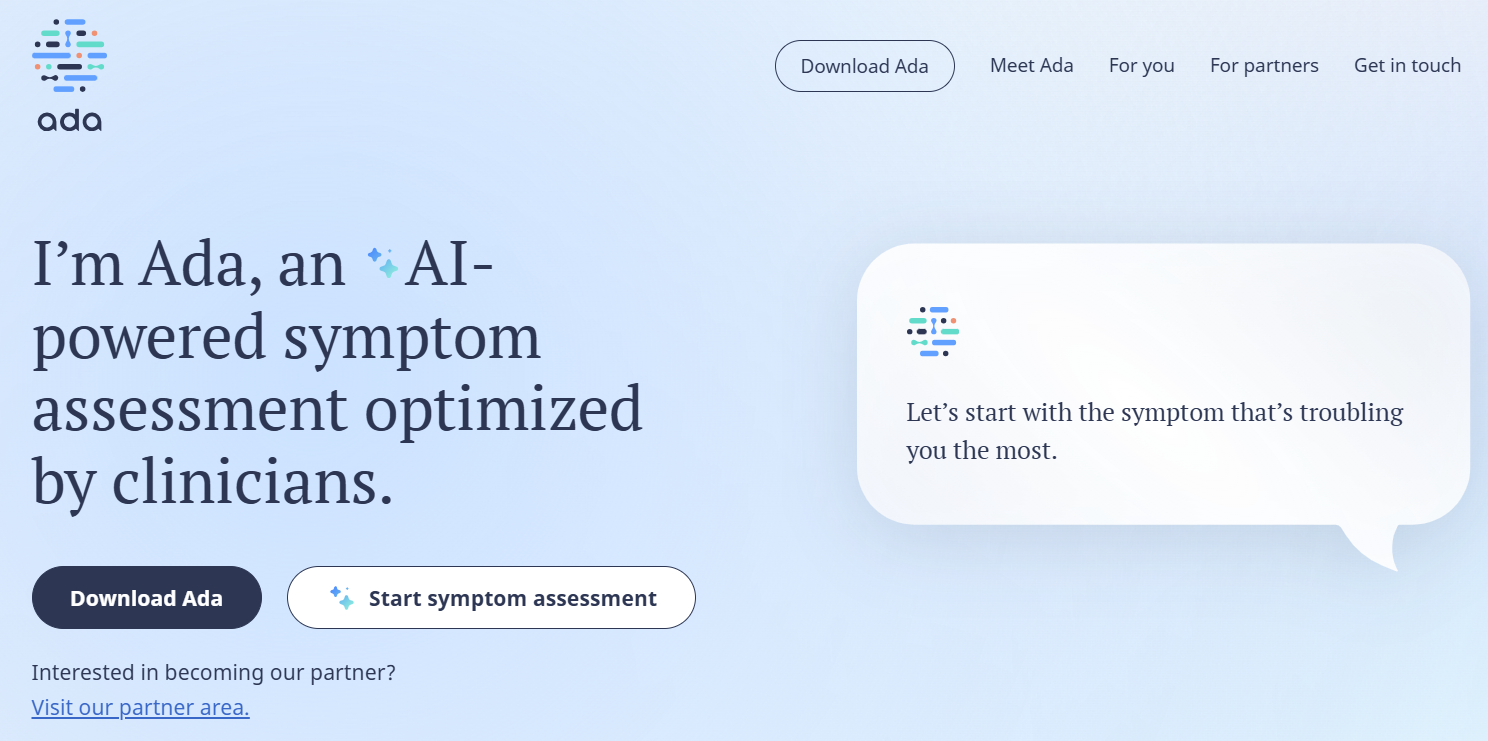 ada
Download Ada
Meet Ada
For you
For partners
Get in touch
I’m Ada, an AI-
powered symptom
assessment optimized
by clinicians.
Let’s start with the symptom that’s troubling
you the most.
Download Ada
Start symptom assessment
Interested in becoming our partner?
Visit our partner area.